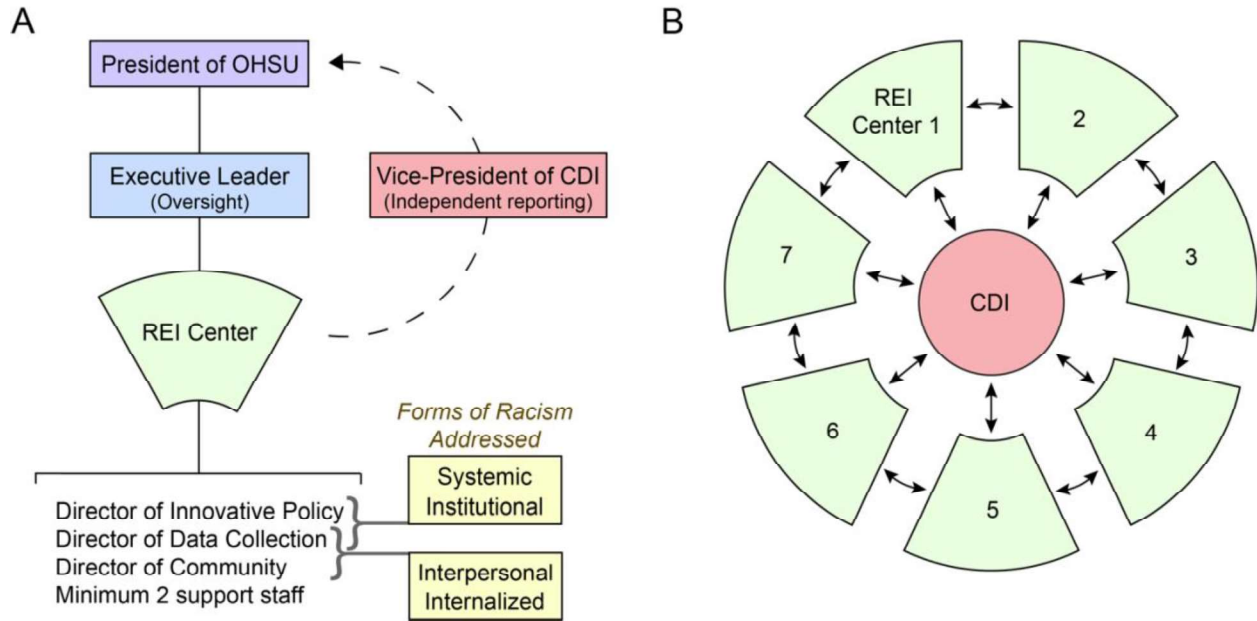 A
President of OHSU
Executive Leader
(Oversight)
Vice-President of CDI
(Independent reporting)
REI Center
Forms of Racism
Addressed
Systemic
Institutional
Director of Innovative Policy
Director of Data Collection
Director of Community
Minimum 2 support staff
Interpersonal
Internalized
B
REI
Center 1
2
3
4
5
6
7
CDI